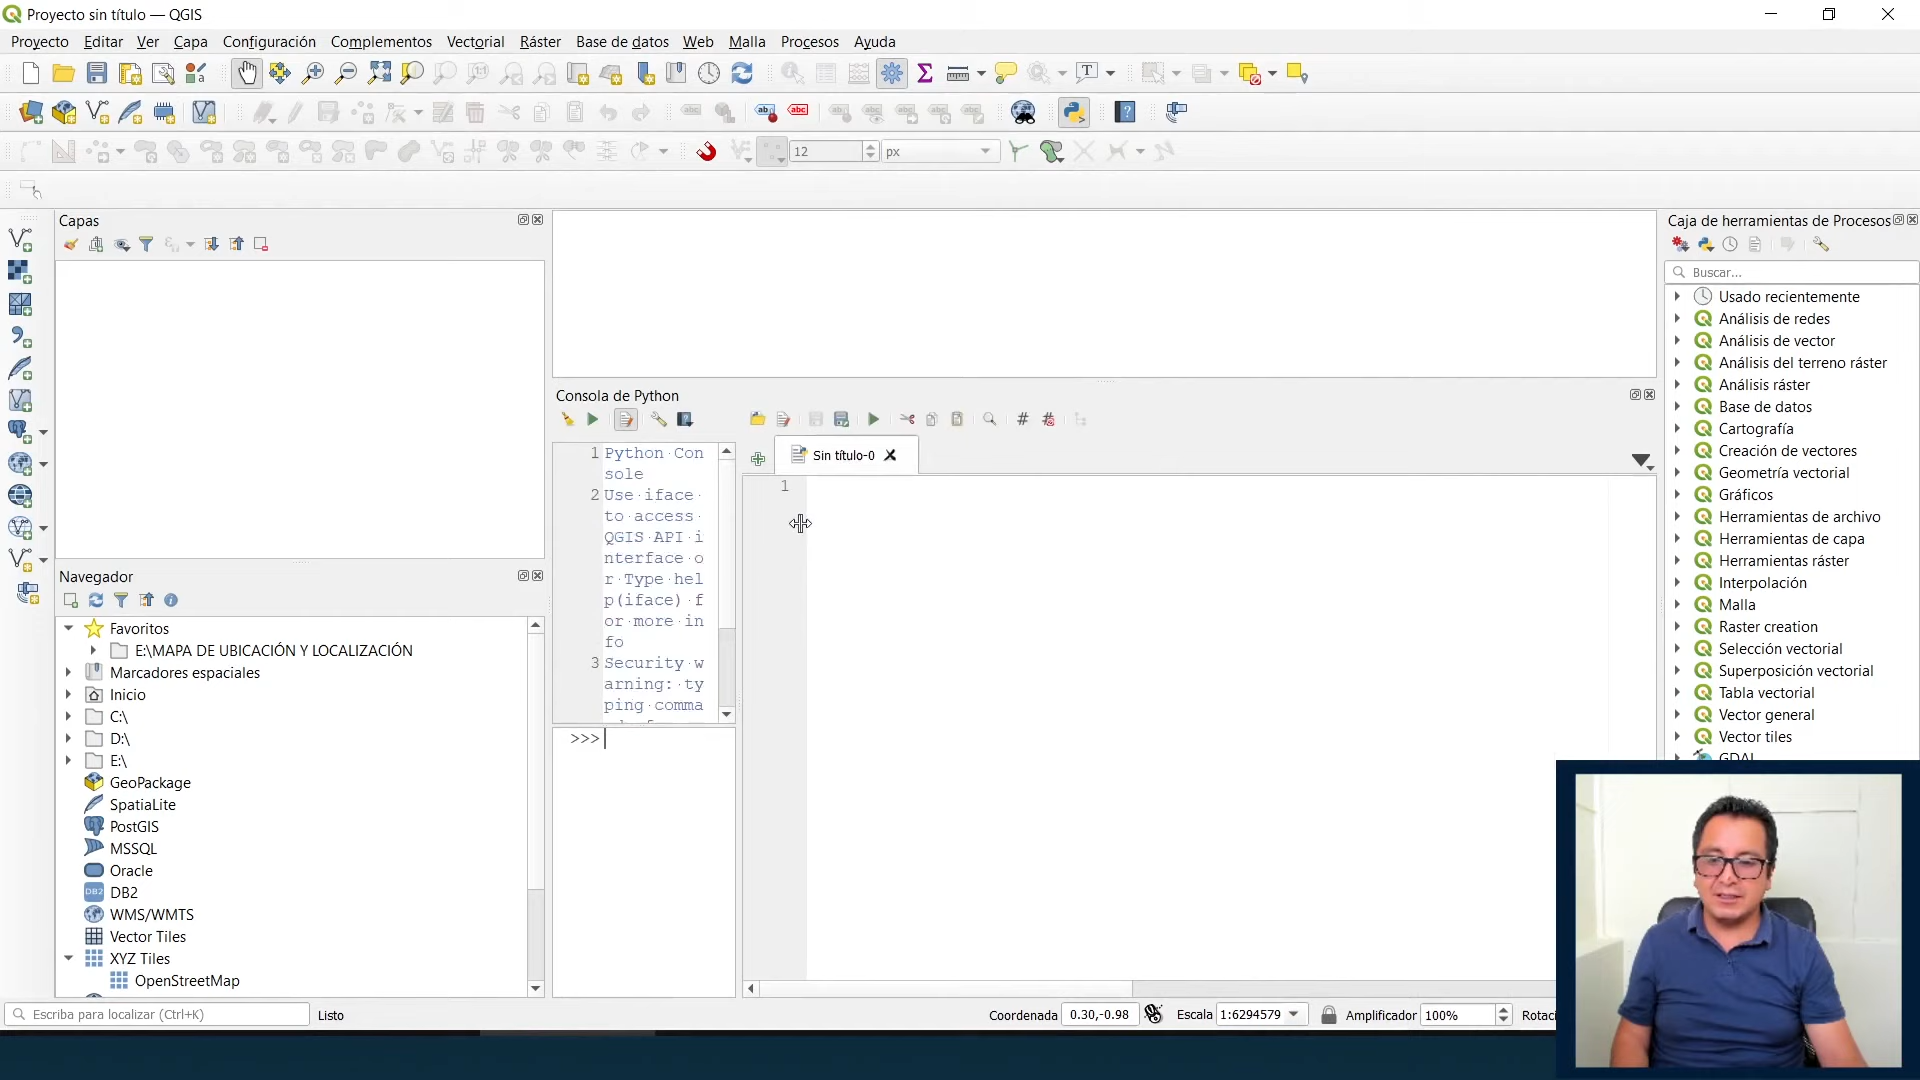 Proyecto sin título — QGIS
Proyecto Editar Ver Capa Configuración Complementos Vectorial Ráster Base de datos Web Malla Procesos Ayuda
12 px
Capas
Caja de herramientas de Procesos
Buscar...
Usado recientemente
Análisis de redes
Análisis de vector
Análisis del terreno ráster
Análisis ráster
Base de datos
Cartografía
Creación de vectores
Geometría vectorial
Gráficos
Herramientas de archivo
Herramientas de capa
Herramientas ráster
Interpolación
Malla
Raster creation
Selección vectorial
Superposición vectorial
Tabla vectorial
Vector general
Vector tiles
GDAL
Consola de Python
Sin título-0
1 Python Con
sole
2 Use iface
to access
QGIS API i
nterface o
r Type hel
p(iface) f
or more in
fo
3 Security w
arning: ty
ping comma
>>>
1
Navegador
Favoritos
E:\MAPA DE UBICACIÓN Y LOCALIZACIÓN
Marcadores espaciales
Inicio
C:\
D:\
E:\
GeoPackage
SpatiaLite
PostGIS
MSSQL
Oracle
DB2
WMS/WMTS
Vector Tiles
XYZ Tiles
OpenStreetMap
Escriba para localizar (Ctrl+K) Listo Coordenada 0.30,-0.98 Escala 1:6294579 Amplificador 100% Rotaci